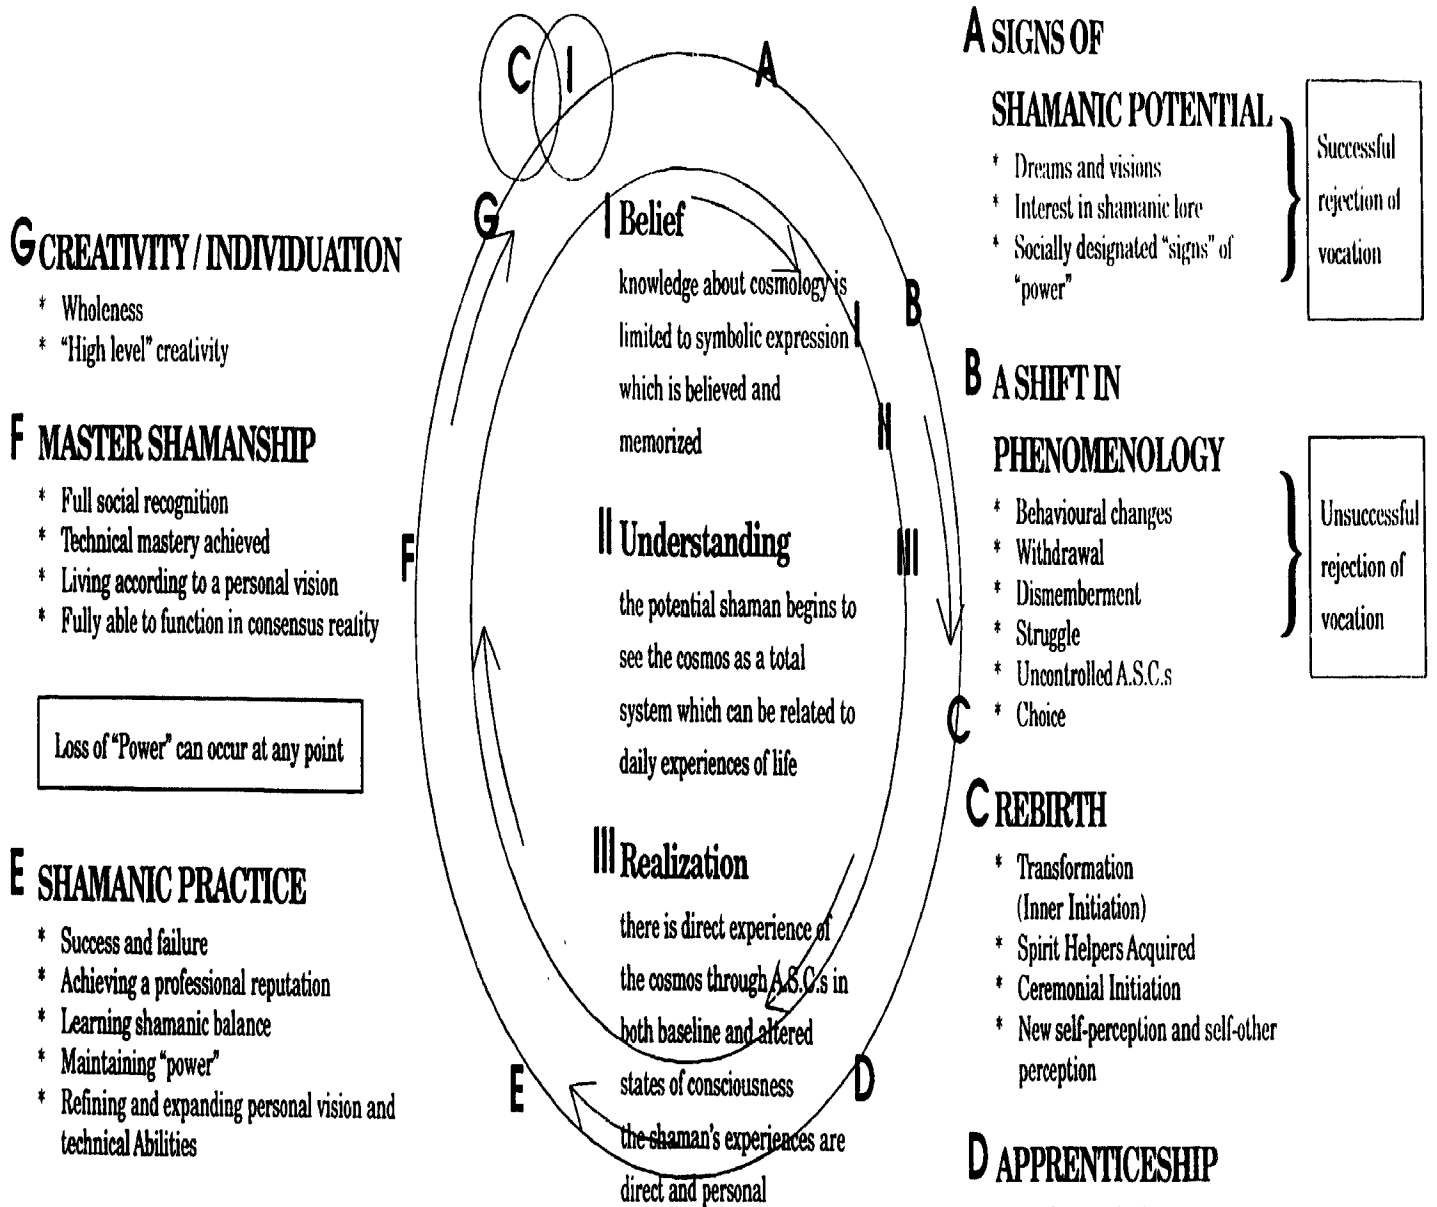 C I
A
G
B
I
II
III
C
F
E
D
G CREATIVITY / INDIVIDUATION
* Wholeness
* “High level” creativity
F MASTER SHAMANSHIP
* Full social recognition
* Technical mastery achieved
* Living according to a personal vision
* Fully able to function in consensus reality
Loss of “Power” can occur at any point
E SHAMANIC PRACTICE
* Success and failure
* Achieving a professional reputation
* Learning shamanic balance
* Maintaining “power”
* Refining and expanding personal vision and
technical Abilities
I Belief
knowledge about cosmology is
limited to symbolic expression
which is believed and
memorized
II Understanding
the potential shaman begins to
see the cosmos as a total
system which can be related to
daily experiences of life
III Realization
there is direct experience of
the cosmos through A.S.C.s in
both baseline and altered
states of consciousness
the shaman’s experiences are
direct and personal
A SIGNS OF
SHAMANIC POTENTIAL
* Dreams and visions
* Interest in shamanic lore
* Socially designated “signs” of
“power”
Successful
rejection of
vocation
B A SHIFT IN
PHENOMENOLOGY
* Behavioural changes
* Withdrawal
* Dismemberment
* Struggle
* Uncontrolled A.S.C.s
* Choice
Unsuccessful
rejection of
vocation
C REBIRTH
* Transformation
(Inner Initiation)
* Spirit Helpers Acquired
* Ceremonial Initiation
* New self-perception and self-other
perception
D APPRENTICESHIP